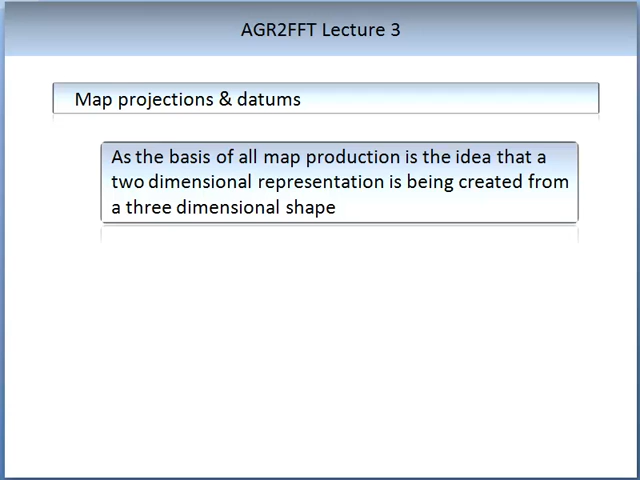 AGR2FFT Lecture 3
Map projections & datums
As the basis of all map production is the idea that a
two dimensional representation is being created from
a three dimensional shape